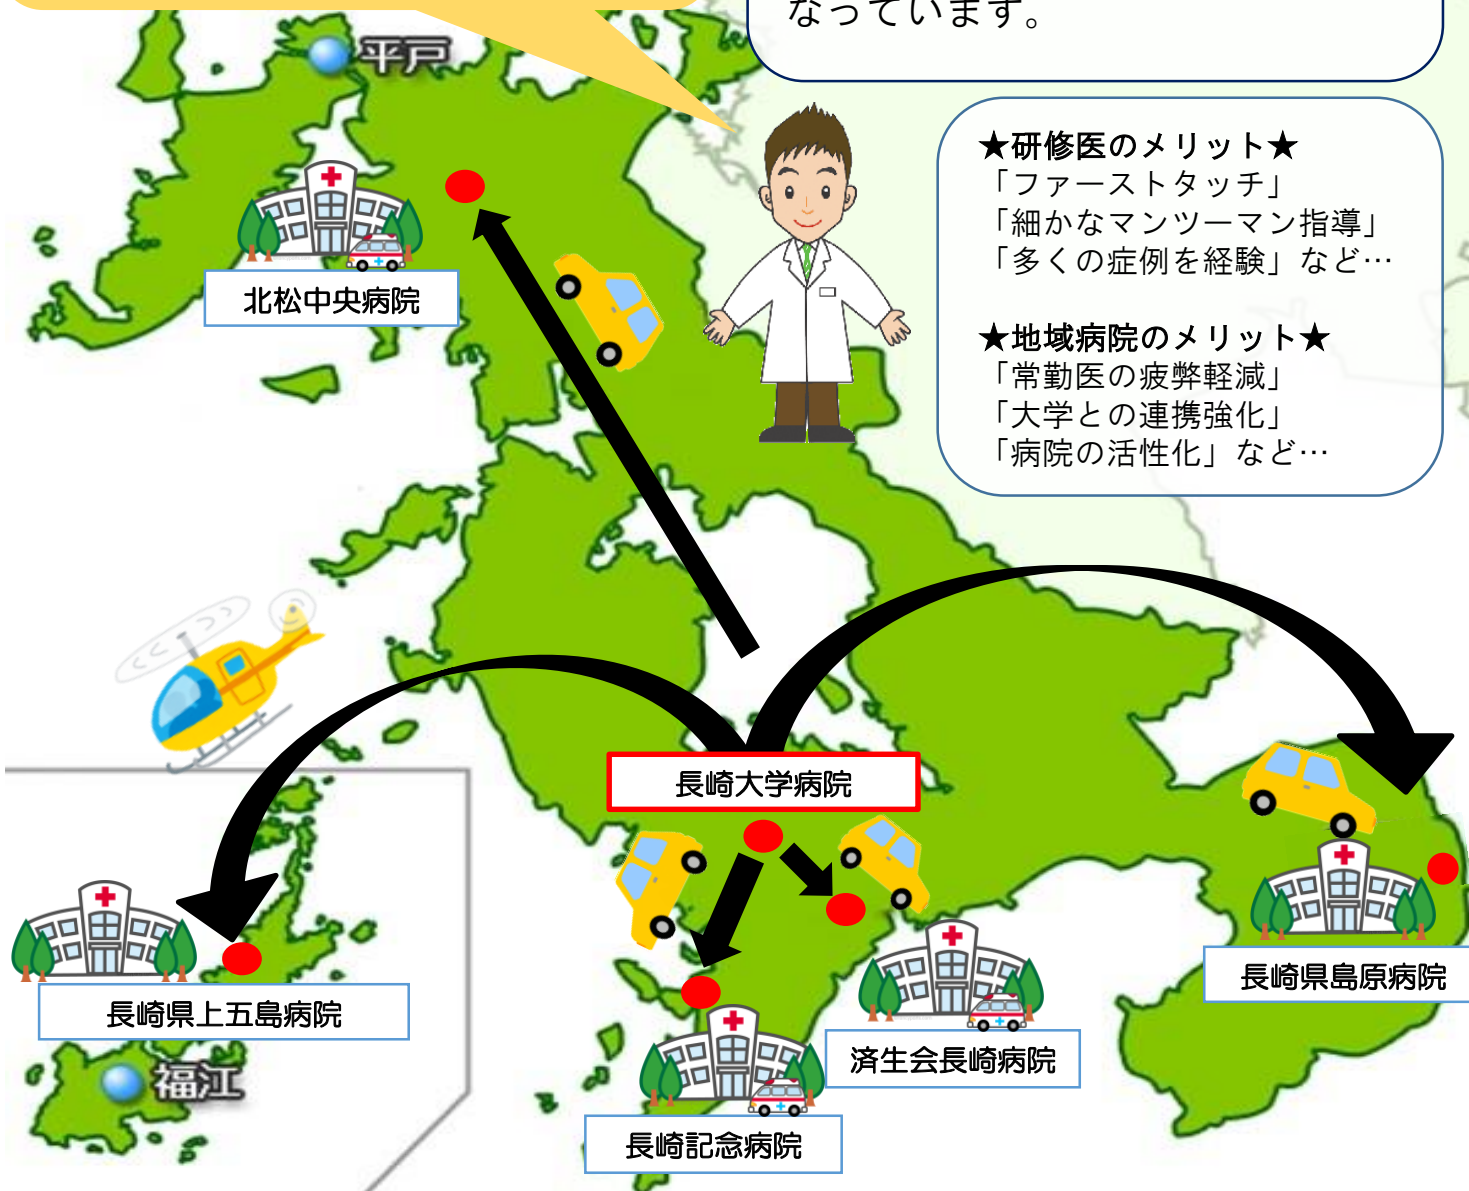 なっています。
平戸
★研修医のメリット★
「ファーストタッチ」
「細かなマンツーマン指導」
「多くの症例を経験」など…
★地域病院のメリット★
「常勤医の疲弊軽減」
「大学との連携強化」
「病院の活性化」など…
北松中央病院
長崎大学病院
長崎県島原病院
長崎県上五島病院
済生会長崎病院
福江
長崎記念病院